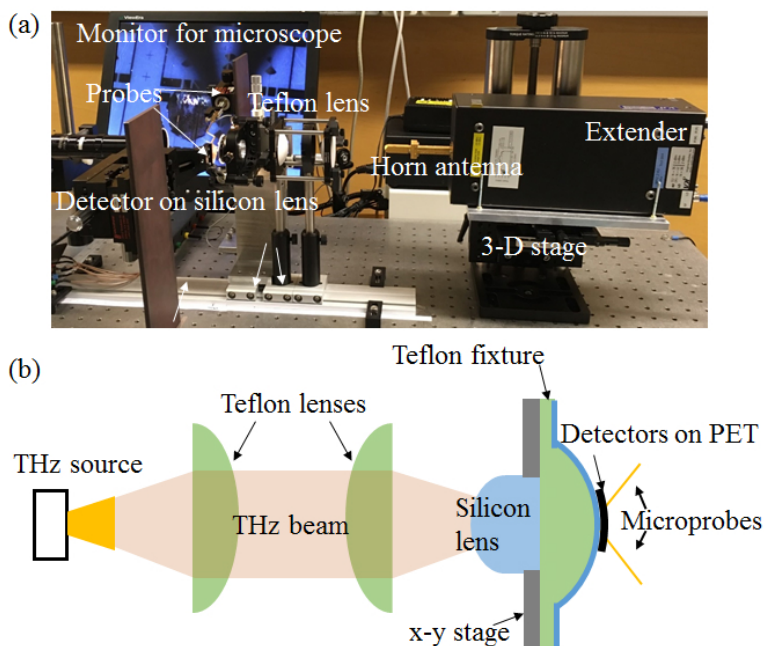 (a)
Monitor for microscope
Probes
Teflon lens
Extender
Horn antenna
Detector on silicon lens
3-D stage
(b)
Teflon fixture
Teflon lenses
Detectors on PET
THz source
THz beam
Silicon
lens
Microprobes
x-y stage